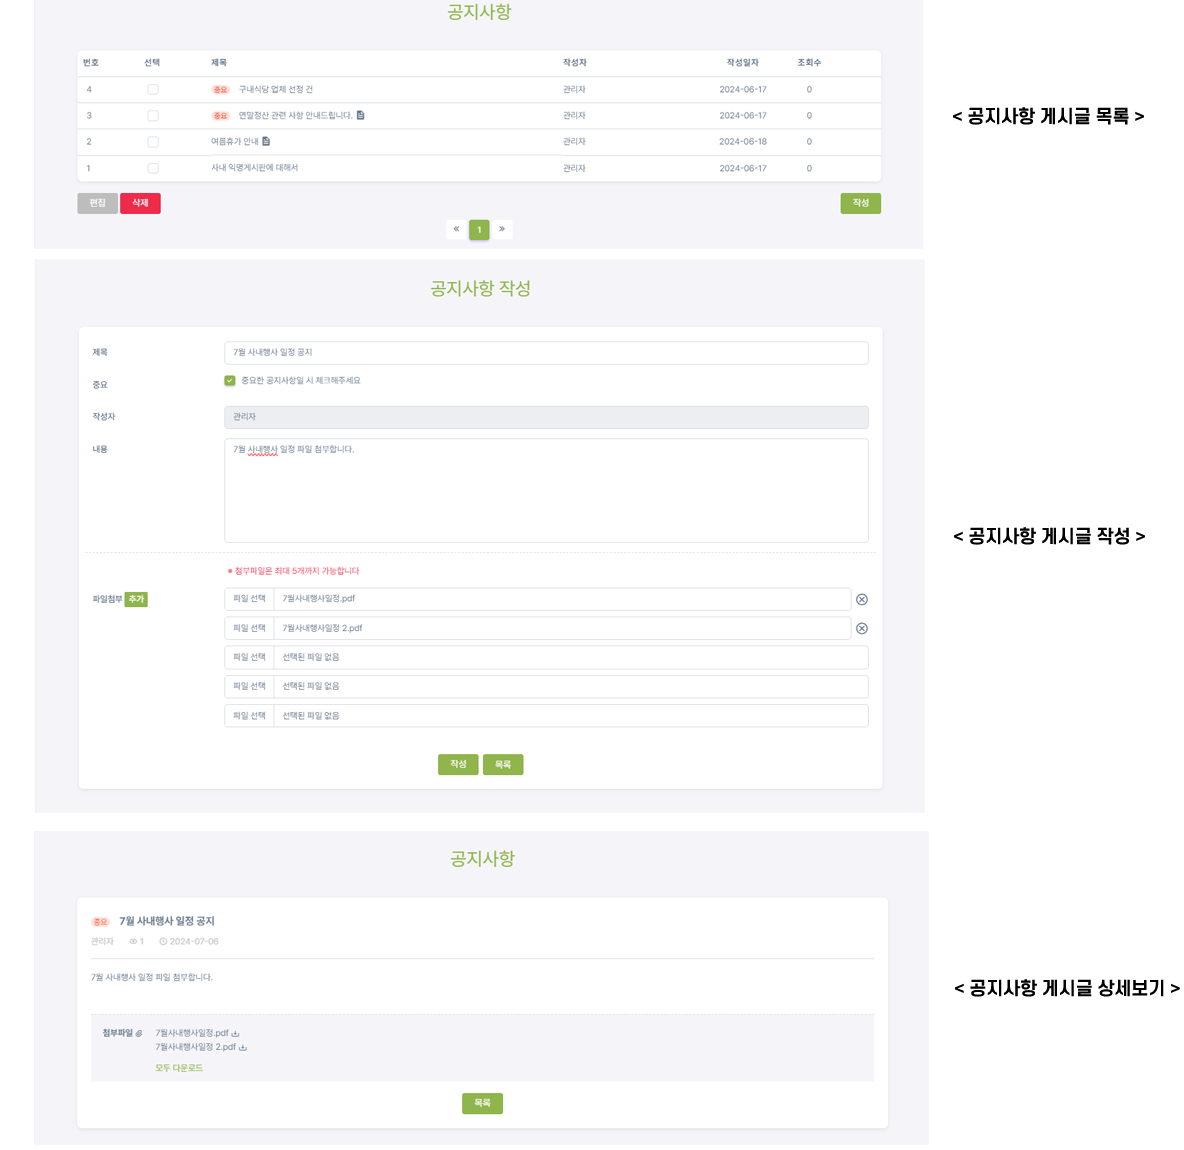 공지사항
번호 선택 제목 작성자 작성일자 조회수
4 중요 구내식당 업체 선정 건 관리자 2024-06-17 0
3 중요 연말정산 관련 사항 안내드립니다. 관리자 2024-06-17 0
2 여름휴가 안내 관리자 2024-06-18 0
1 사내 익명게시판에 대해서 관리자 2024-06-17 0
편집 삭제 작성
« 1 »
< 공지사항 게시글 목록 >
공지사항 작성
제목 7월 사내행사 일정 공지
중요 중요한 공지사항일 시 체크해주세요
작성자 관리자
내용 7월 사내행사 일정 파일 첨부합니다.
* 첨부파일은 최대 5개까지 가능합니다
파일첨부 추가 파일 선택 7월사내행사일정.pdf
파일 선택 7월사내행사일정 2.pdf
파일 선택 선택된 파일 없음
파일 선택 선택된 파일 없음
파일 선택 선택된 파일 없음
작성 목록
< 공지사항 게시글 작성 >
공지사항
중요 7월 사내행사 일정 공지
관리자 1 2024-07-06
7월 사내행사 일정 파일 첨부합니다.
첨부파일 7월사내행사일정.pdf
7월사내행사일정 2.pdf
모두 다운로드
목록
< 공지사항 게시글 상세보기 >